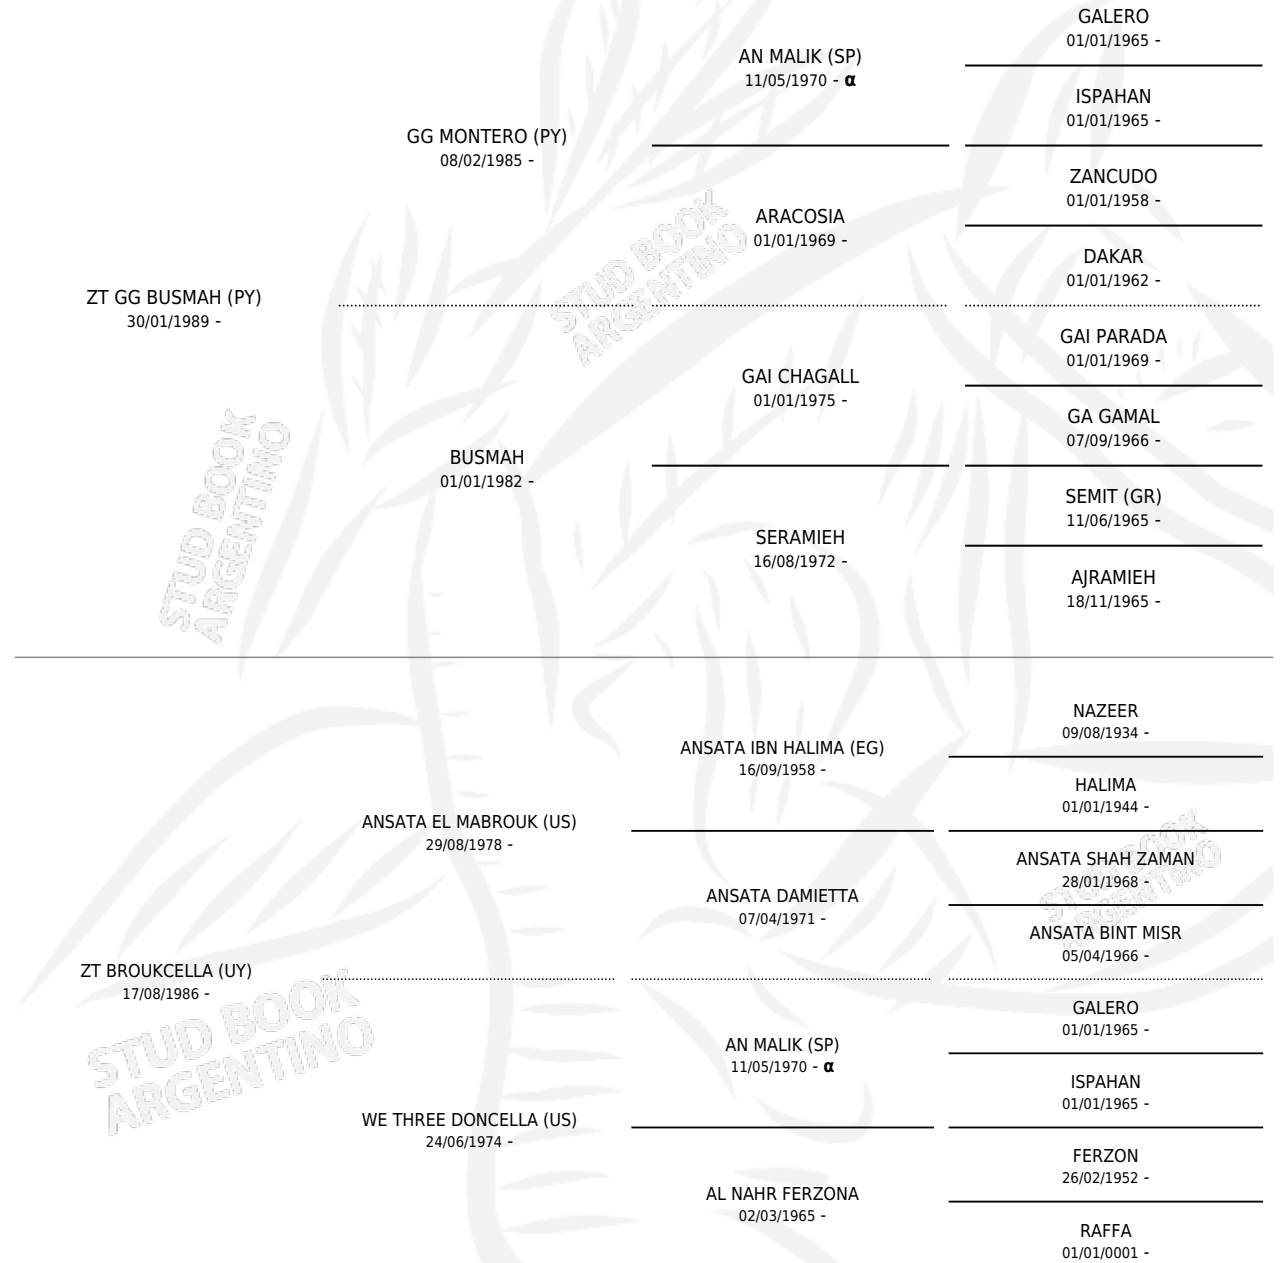 GALERO
01/01/1965 -
AN MALIK (SP)
11/05/1970 - α
ISPAHAN
01/01/1965 -
GG MONTERO (PY)
08/02/1985 -
ZANCUDO
01/01/1958 -
ARACOSIA
01/01/1969 -
DAKAR
01/01/1962 -
ZT GG BUSMAH (PY)
30/01/1989 -
GAI PARADA
01/01/1969 -
GAI CHAGALL
01/01/1975 -
GA GAMAL
07/09/1966 -
BUSMAH
01/01/1982 -
SEMIT (GR)
11/06/1965 -
SERAMIEH
16/08/1972 -
AJRAMIEH
18/11/1965 -
STUD BOOK
ARGENTINO
STUD BOOK
ARGENTINO
NAZEER
09/08/1934 -
ANSATA IBN HALIMA (EG)
16/09/1958 -
HALIMA
01/01/1944 -
ANSATA EL MABROUK (US)
29/08/1978 -
ANSATA SHAH ZAMAN
28/01/1968 -
ANSATA DAMIETTA
07/04/1971 -
ANSATA BINT MISR
05/04/1966 -
ZT BROUKCELLA (UY)
17/08/1986 -
GALERO
01/01/1965 -
AN MALIK (SP)
11/05/1970 - α
ISPAHAN
01/01/1965 -
WE THREE DONCELLA (US)
24/06/1974 -
FERZON
26/02/1952 -
AL NAHR FERZONA
02/03/1965 -
RAFFA
01/01/0001 -
STUD BOOK
ARGENTINO
STUD BOOK
ARGENTINO